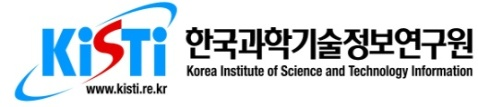 KiSTi
www.kisti.re.kr
한국과학기술정보연구원
Korea Institute of Science and Technology Information